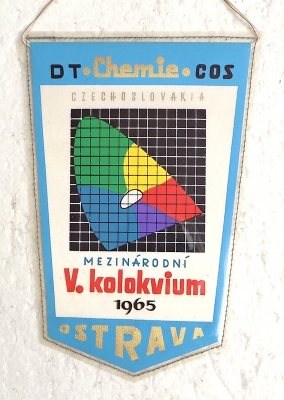 DT • Chemie • COS
CZECHOSLOVAKIA
MEZINÁRODNÍ
V. kolokvium
1965
OSTRAVA